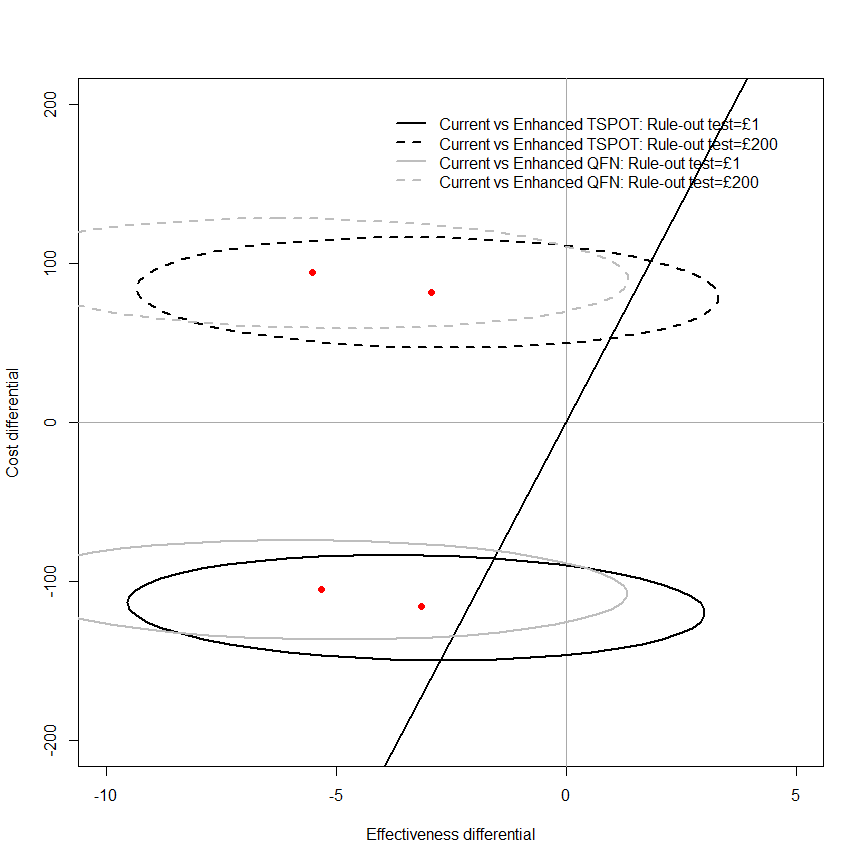 200
100
0
-100
-200
Cost differential
Current vs Enhanced TSPOT: Rule-out test=£1
Current vs Enhanced TSPOT: Rule-out test=£200
Current vs Enhanced QFN: Rule-out test=£1
Current vs Enhanced QFN: Rule-out test=£200
-10 -5 0 5
Effectiveness differential